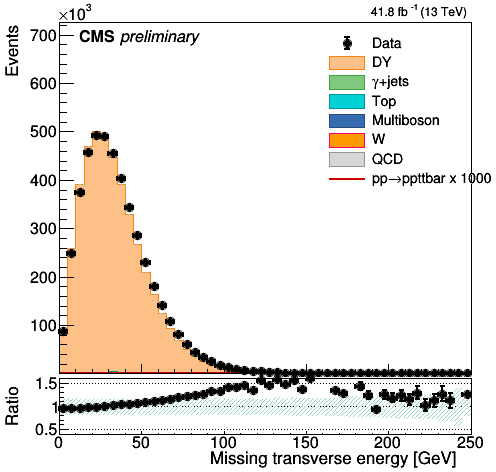 ×10³
41.8 fb⁻¹ (13 TeV)
CMS preliminary
Events
700
600
500
400
300
200
100
Data
DY
γ+jets
Top
Multiboson
W
QCD
pp→ppttbar x 1000
Ratio
1.5
1
0.5
0 50 100 150 200 250
Missing transverse energy [GeV]